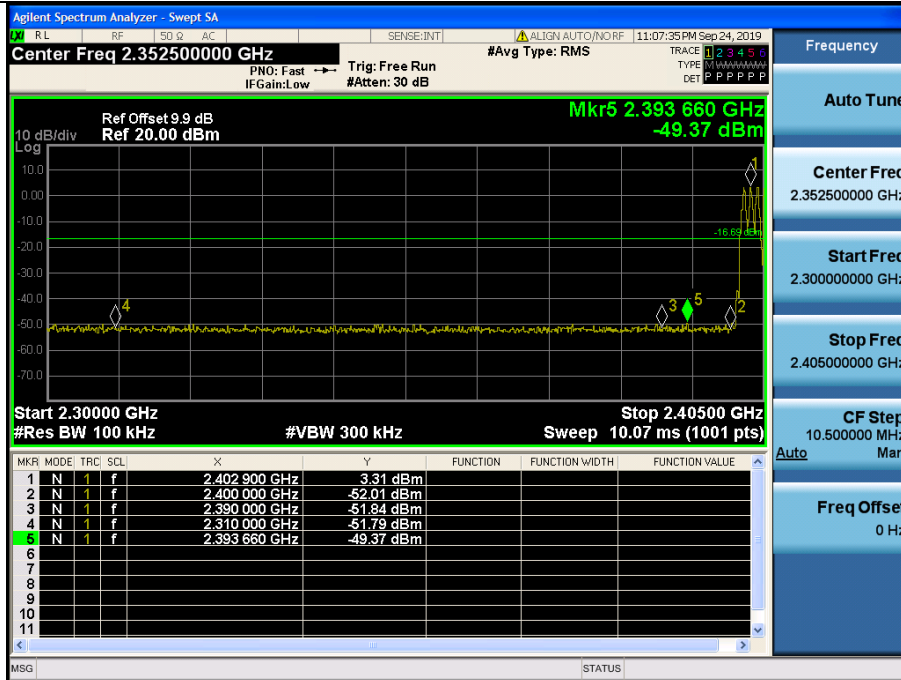 Agilent Spectrum Analyzer - Swept SA
LXI RL RF 50 Ω AC SENSE:INT ALIGN AUTO/NO RF 11:07:35 PM Sep 24, 2019
Center Freq 2.352500000 GHz
#Avg Type: RMS
TRACE 1 2 3 4 5 6
PNO: Fast
Trig: Free Run
TYPE M WWWWW
IFGain:Low
#Atten: 30 dB
DET P P P P P P
Mkr5 2.393 660 GHz
-49.37 dBm
Ref Offset 9.9 dB
10 dB/div Ref 20.00 dBm
Log
10.0
0.00
-10.0
-20.0
-30.0
-40.0
-50.0
-60.0
-70.0
1
-16.69 dBm
4
3
5
2
Start 2.30000 GHz
Stop 2.40500 GHz
#Res BW 100 kHz
#VBW 300 kHz
Sweep 10.07 ms (1001 pts)
MKR MODE TRC SCL X Y FUNCTION FUNCTION WIDTH FUNCTION VALUE
1 N 1 f 2.402 900 GHz 3.31 dBm
2 N 1 f 2.400 000 GHz -52.01 dBm
3 N 1 f 2.390 000 GHz -51.84 dBm
4 N 1 f 2.310 000 GHz -51.79 dBm
5 N 1 f 2.393 660 GHz -49.37 dBm
6
7
8
9
10
11
MSG
STATUS
Frequency
Auto Tune
Center Freq
2.352500000 GHz
Start Freq
2.300000000 GHz
Stop Freq
2.405000000 GHz
CF Step
10.500000 MHz
Auto Man
Freq Offset
0 Hz